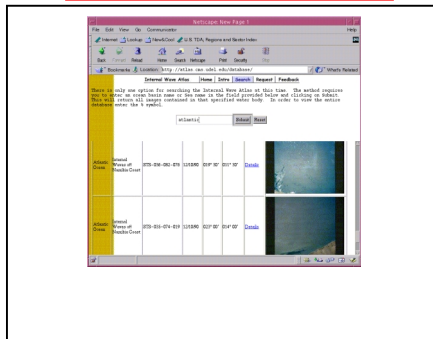 Netscape: New Page 1
File Edit View Go Communicator Help
Internet Lookup New&Cool
Back Forward Reload Home Search Netscape Print Security Stop
Bookmarks Location: http://atlas.cms.udel.edu/database/ What's Related
Internal Wave Atlas Home Intro Search Request Feedback
There is only one option for searching the Internal Wave Atlas at this time. The method requires
you to enter an ocean basin name or Sea name in the field provided below and clicking on Submit.
This will return all images contained in that specified water body. In order to view the entire
database enter the % symbol.
atlantic Submit Reset
Atlantic Ocean Internal Waves off Namibia Coast Details
Atlantic Ocean Internal Waves off Namibia Coast Details